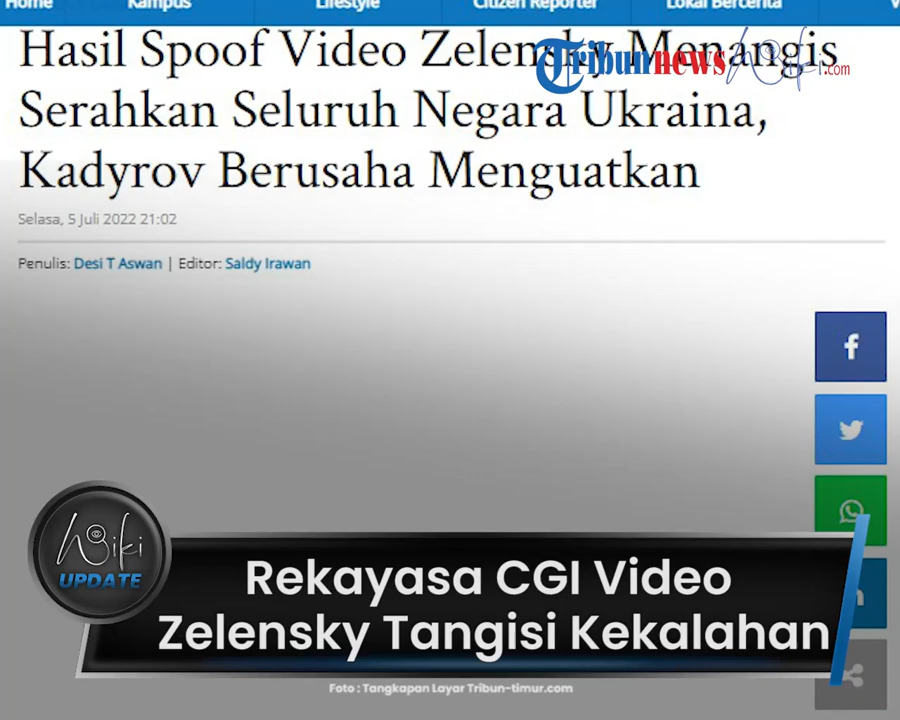 Home Kampus Lifestyle Citizen Reporter Lokal Bercerita
Hasil Spoof Video Zelensky Menangis
Tribunnews Wiki.com
Serahkan Seluruh Negara Ukraina,
Kadyrov Berusaha Menguatkan
Selasa, 5 Juli 2022 21:02
Penulis: Desi T Aswan | Editor: Saldy Irawan
Wiki
UPDATE
Rekayasa CGI Video
Zelensky Tangisi Kekalahan
Foto : Tangkapan Layar Tribun-timur.com